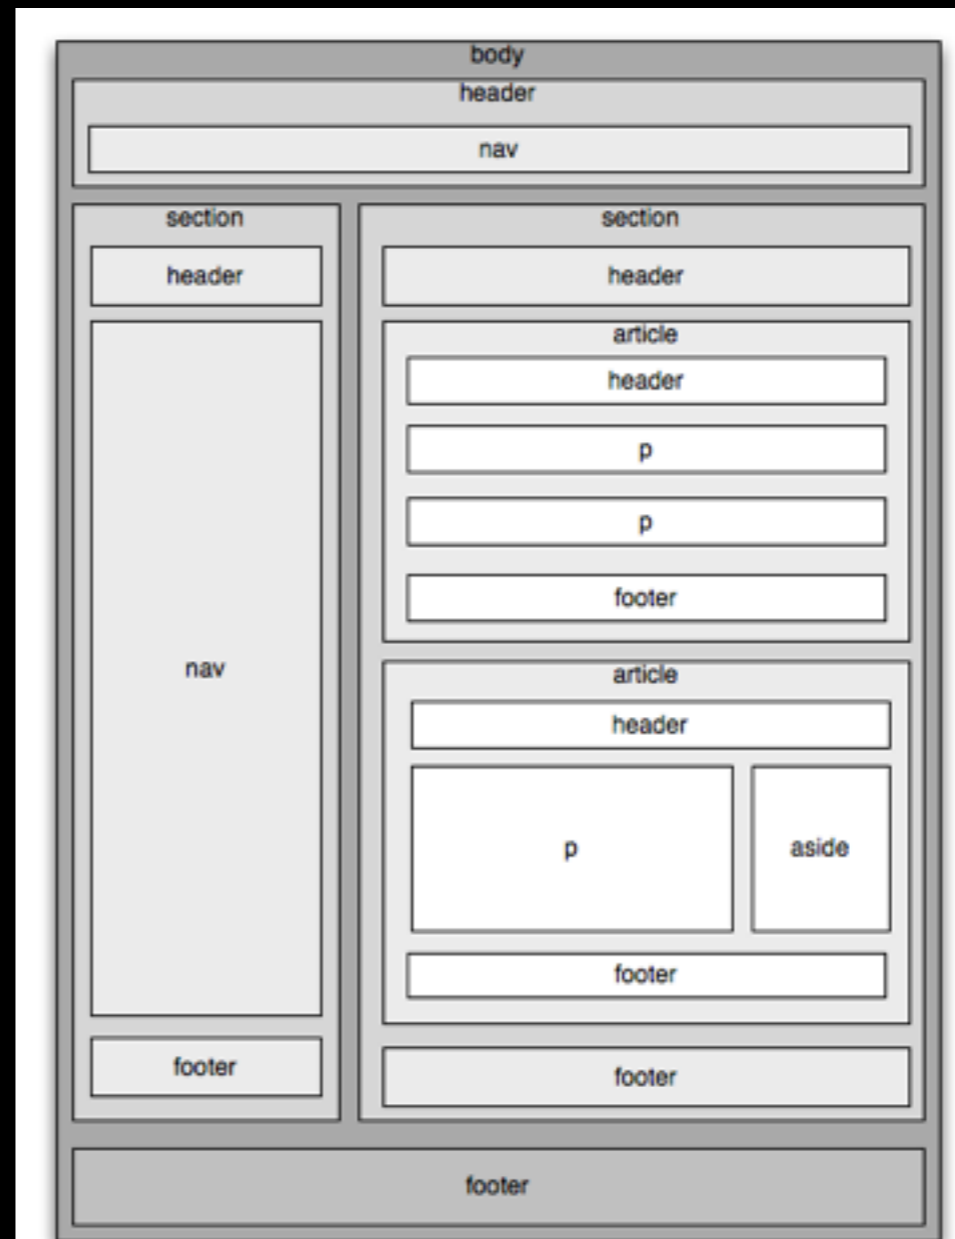 body
header
nav
section
header
nav
footer
section
header
article
header
p
p
footer
article
header
p
aside
footer
footer
footer